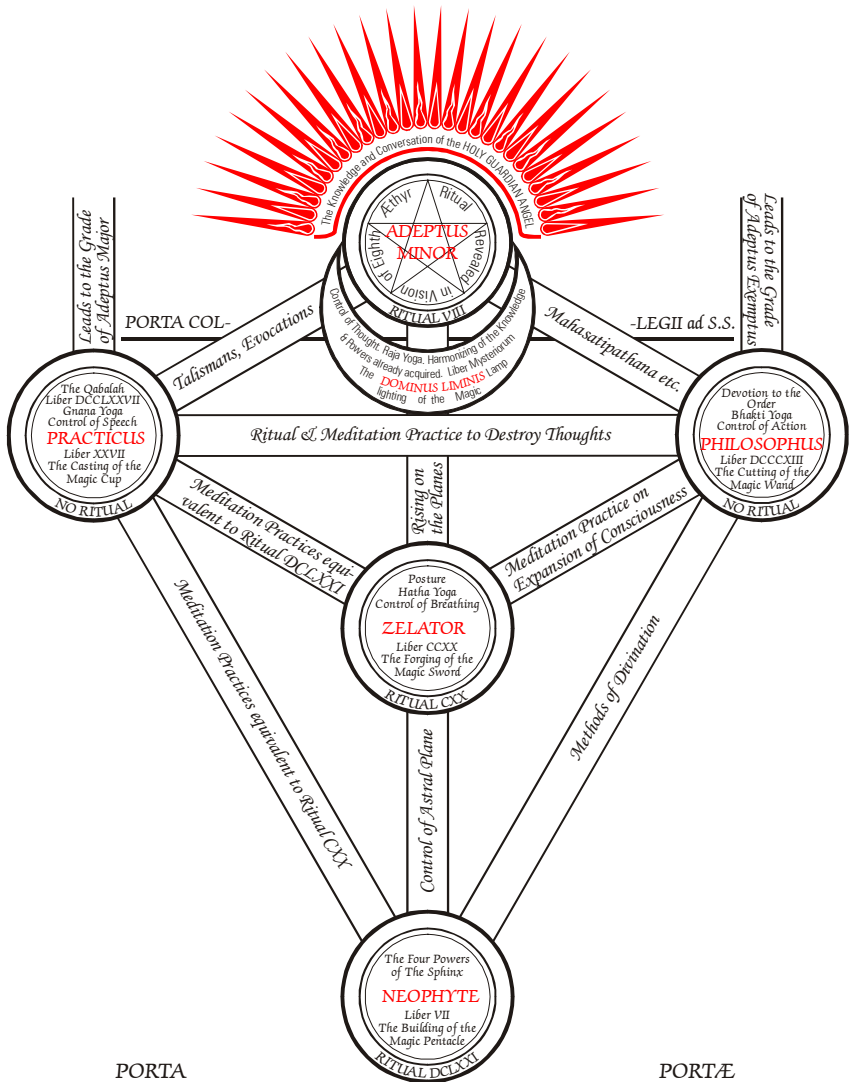 The Knowledge and Conversation of the HOLY GUARDIAN ANGEL
Æthyr Ritual Revealed in Vision of Eighth
ADEPTUS
MINOR
RITUAL VIII
Leads to the Grade
of Adeptus Major
Leads to the Grade
of Adeptus Exemptus
PORTA COL-
-LEGII ad S.S.
Talismans, Evocations
Mahasatipathana etc.
Control of Thought. Raja Yoga. Harmonizing of the Knowledge
& Powers already acquired. Liber Mysteriorum
The DOMINUS LIMINIS Lamp
lighting of the Magic
The Qabalah
Liber DCCLXXVII
Gnana Yoga
Control of Speech
PRACTICUS
Liber XXVII
The Casting of the
Magic Cup
NO RITUAL
Ritual & Meditation Practice to Destroy Thoughts
Devotion to the
Order
Bhakti Yoga
Control of Action
PHILOSOPHUS
Liber DCCCXIII
The Cutting of the
Magic Wand
NO RITUAL
Meditation Practices equi-
valent to Ritual DCLXXI
Rising on
the Planes
Meditation Practice on
Expansion of Consciousness
Posture
Hatha Yoga
Control of Breathing
ZELATOR
Liber CCXX
The Forging of the
Magic Sword
RITUAL CXX
Meditation Practices equivalent to Ritual CXX
Control of Astral Plane
Methods of Divination
The Four Powers
of The Sphinx
NEOPHYTE
Liber VII
The Building of the
Magic Pentacle
RITUAL DCLXXI
PORTA
PORTÆ